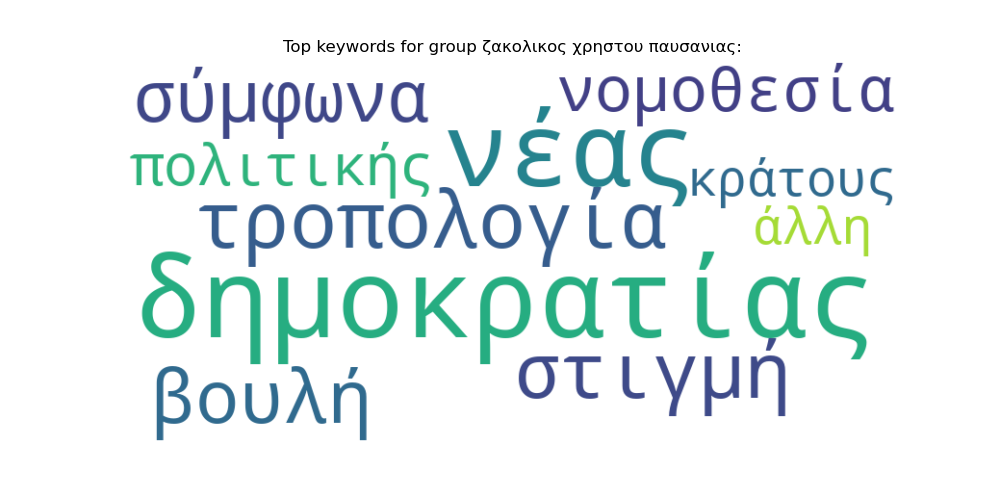 Top keywords for group ζακολικος χρηστου παυσανιας:
σύμφωνα νομοθεσία
πολιτικής νέας κράτους
τροπολογία άλλη
δημοκρατίας
βουλή στιγμή